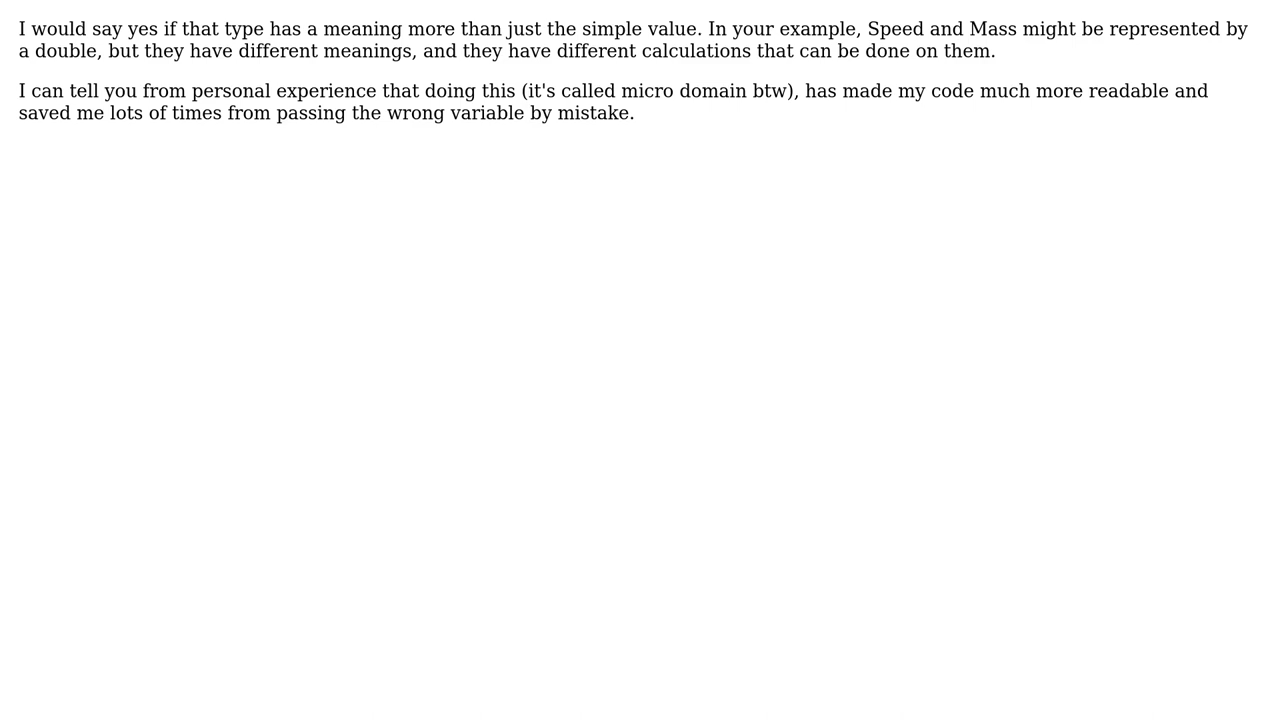 I would say yes if that type has a meaning more than just the simple value. In your example, Speed and Mass might be represented by
a double, but they have different meanings, and they have different calculations that can be done on them.
I can tell you from personal experience that doing this (it's called micro domain btw), has made my code much more readable and
saved me lots of times from passing the wrong variable by mistake.